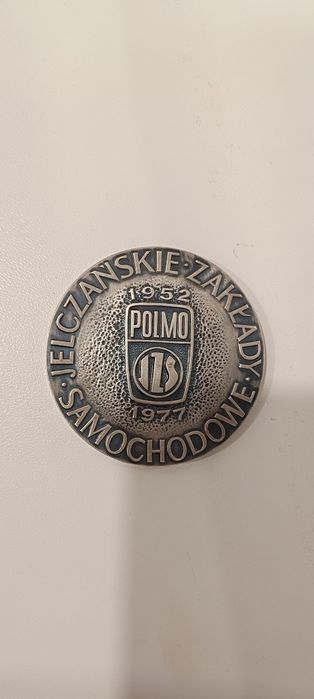 JELCZAŃSKIE · ZAKŁADY ·
SAMOCHODOWE ·
1952
POLMO
JZS
1977